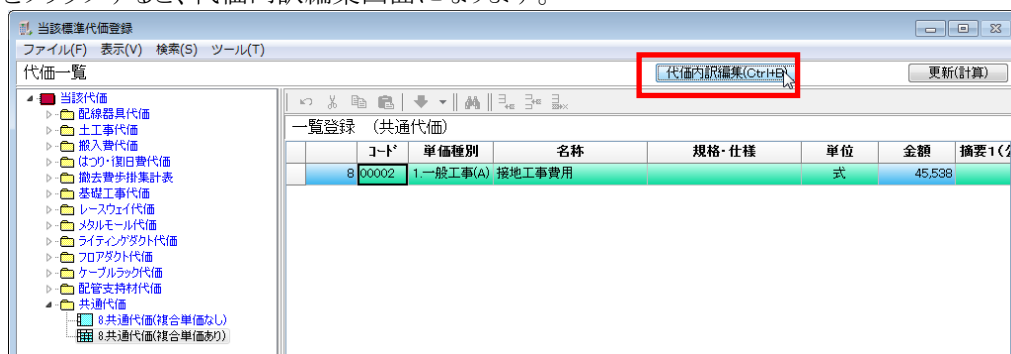 をクリックすると、代価内訳編集画面になります。
当該標準代価登録
ファイル(F) 表示(V) 検索(S) ツール(T)
代価一覧 代価内訳編集(Ctrl+B) 更新(計算)
当該代価
配線器具代価
土工事代価
搬入費代価
はつり・復旧費代価
撤去費歩掛集計表
基礎工事代価
レースウェイ代価
メタルモール代価
ライティングダクト代価
フロアダクト代価
ケーブルラック代価
配管支持材代価
共通代価
8.共通代価(複合単価なし)
8.共通代価(複合単価あり)
一覧登録 (共通代価)
コード 単価種別 名称 規格・仕様 単位 金額 摘要1(公
8 00002 1.一般工事(A) 接地工事費用 式 45,538